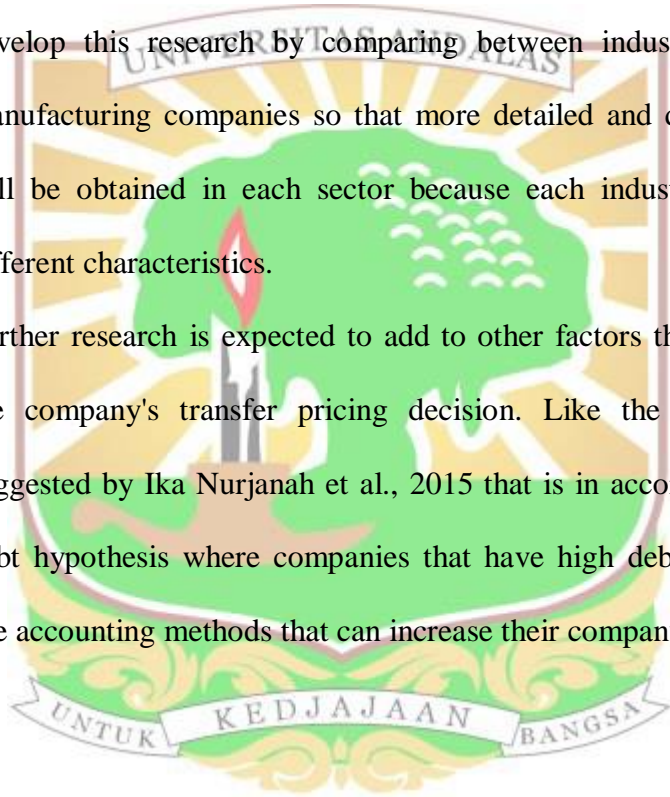 velop this research by comparing between indus
UNIVERSITAS ANDALAS
anufacturing companies so that more detailed and
ll be obtained in each sector because each indus
fferent characteristics.
rther research is expected to add to other factors th
e company's transfer pricing decision. Like the
ggested by Ika Nurjanah et al., 2015 that is in acco
bt hypothesis where companies that have high deb
e accounting methods that can increase their compan
UNTUK KEDJAJAAN BANGSA